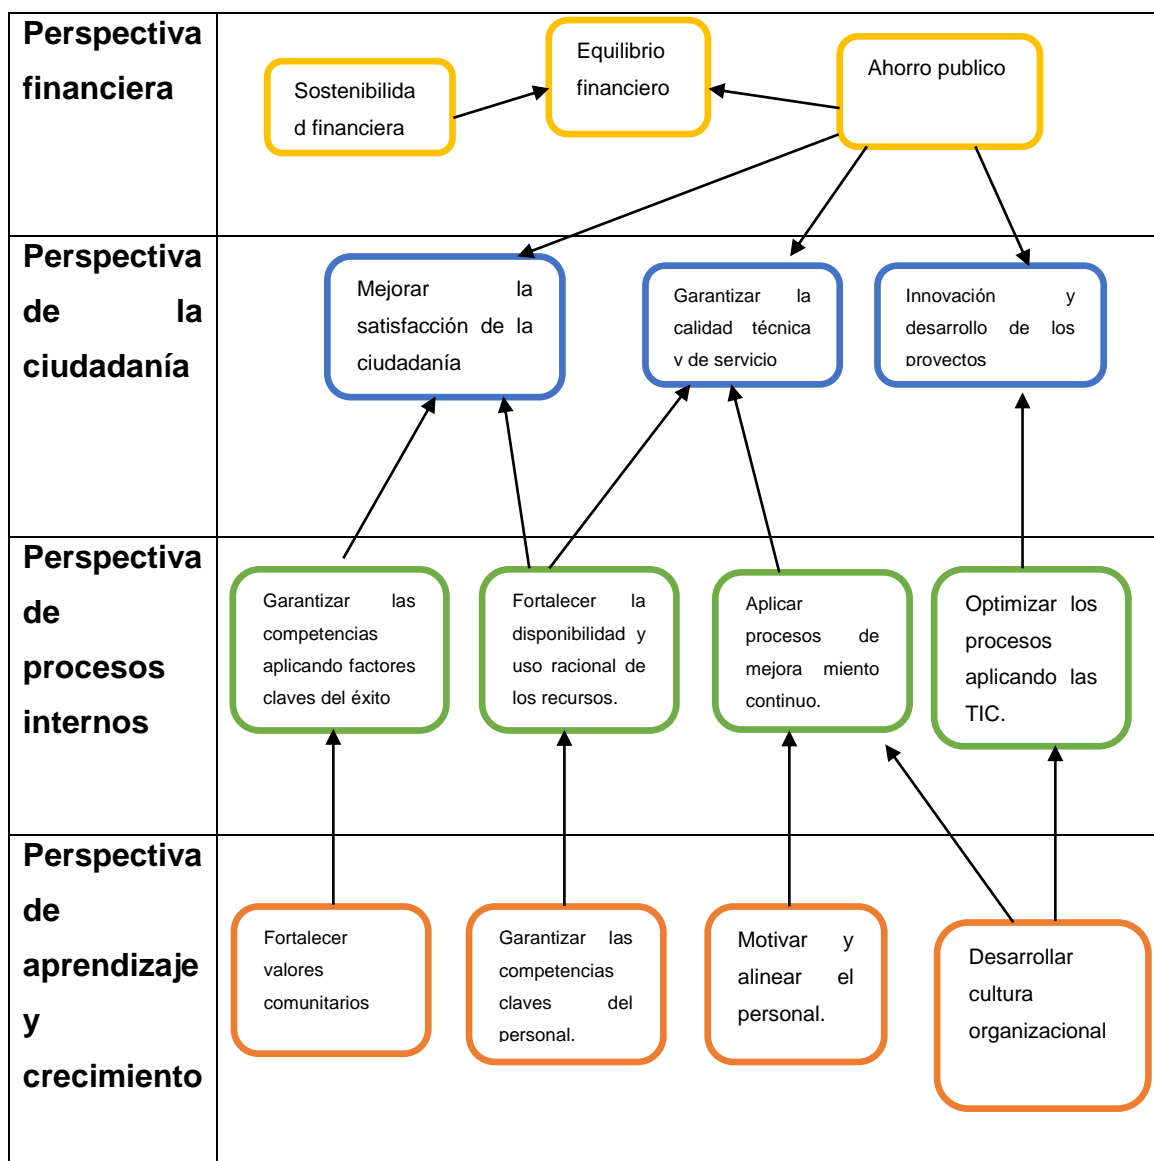 Perspectiva
financiera
Sostenibilida
d financiera
Equilibrio
financiero
Ahorro publico
Perspectiva
de la
ciudadanía
Mejorar la
satisfacción de la
ciudadanía
Garantizar la
calidad técnica
y de servicio
Innovación y
desarrollo de los
proyectos
Perspectiva
de
procesos
internos
Garantizar las
competencias
aplicando factores
claves del éxito
Fortalecer la
disponibilidad y
uso racional de
los recursos.
Aplicar
procesos de
mejora miento
continuo.
Optimizar los
procesos
aplicando las
TIC.
Perspectiva
de
aprendizaje
y
crecimiento
Fortalecer
valores
comunitarios
Garantizar las
competencias
claves del
personal.
Motivar y
alinear el
personal.
Desarrollar
cultura
organizacional